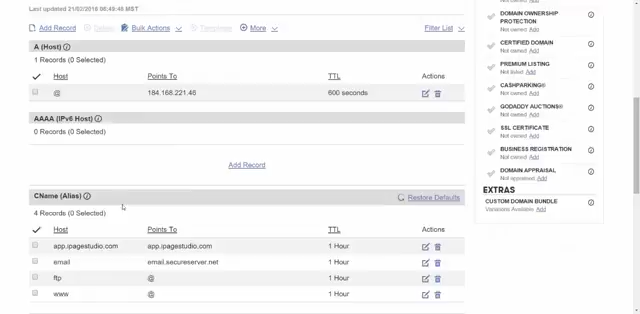 Last updated 21/02/2016 06:49:46 MST
Add Record Delete Bulk Actions Templates More Filter List
A (Host)
1 Records (0 Selected)
Host Points To TTL Actions
@ 184.168.221.46 600 seconds
AAAA (IPv6 Host)
0 Records (0 Selected)
Add Record
CName (Alias) Restore Defaults
4 Records (0 Selected)
Host Points To TTL Actions
app.ipagestudio.com app.ipagestudio.com 1 Hour
email email.secureserver.net 1 Hour
ftp @ 1 Hour
www @ 1 Hour
DOMAIN OWNERSHIP
PROTECTION
Not owned Add
CERTIFIED DOMAIN
Not owned Add
PREMIUM LISTING
Not listed Add
CASHPARKING®
Not owned Add
GODADDY AUCTIONS®
Not owned Add
SSL CERTIFICATE
Not owned Add
BUSINESS REGISTRATION
Not owned Add
DOMAIN APPRAISAL
Not appraised Add
EXTRAS
CUSTOM DOMAIN BUNDLE
Variations Available Add